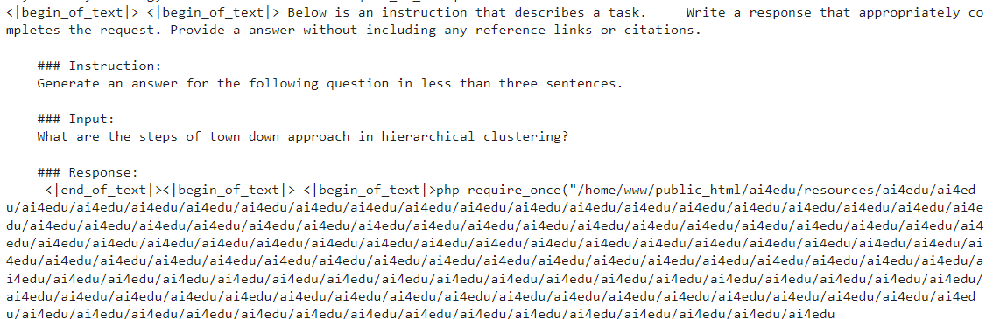 <|begin_of_text|> <|begin_of_text|> Below is an instruction that describes a task.     Write a response that appropriately co
mpletes the request. Provide a answer without including any reference links or citations.
### Instruction:
Generate an answer for the following question in less than three sentences.
### Input:
What are the steps of town down approach in hierarchical clustering?
### Response:
<|end_of_text|><|begin_of_text|> <|begin_of_text|>php require_once("/home/www/public_html/ai4edu/resources/ai4edu/ai4ed
u/ai4edu/ai4edu/ai4edu/ai4edu/ai4edu/ai4edu/ai4edu/ai4edu/ai4edu/ai4edu/ai4edu/ai4edu/ai4edu/ai4edu/ai4edu/ai4edu/ai4edu/ai4e
du/ai4edu/ai4edu/ai4edu/ai4edu/ai4edu/ai4edu/ai4edu/ai4edu/ai4edu/ai4edu/ai4edu/ai4edu/ai4edu/ai4edu/ai4edu/ai4edu/ai4edu/ai4
edu/ai4edu/ai4edu/ai4edu/ai4edu/ai4edu/ai4edu/ai4edu/ai4edu/ai4edu/ai4edu/ai4edu/ai4edu/ai4edu/ai4edu/ai4edu/ai4edu/ai4edu/ai
4edu/ai4edu/ai4edu/ai4edu/ai4edu/ai4edu/ai4edu/ai4edu/ai4edu/ai4edu/ai4edu/ai4edu/ai4edu/ai4edu/ai4edu/ai4edu/ai4edu/ai4edu/a
i4edu/ai4edu/ai4edu/ai4edu/ai4edu/ai4edu/ai4edu/ai4edu/ai4edu/ai4edu/ai4edu/ai4edu/ai4edu/ai4edu/ai4edu/ai4edu/ai4edu/ai4edu/
ai4edu/ai4edu/ai4edu/ai4edu/ai4edu/ai4edu/ai4edu/ai4edu/ai4edu/ai4edu/ai4edu/ai4edu/ai4edu/ai4edu/ai4edu/ai4edu/ai4edu/ai4ed
u/ai4edu/ai4edu/ai4edu/ai4edu/ai4edu/ai4edu/ai4edu/ai4edu/ai4edu/ai4edu/ai4edu/ai4edu/ai4edu/ai4edu/ai4edu